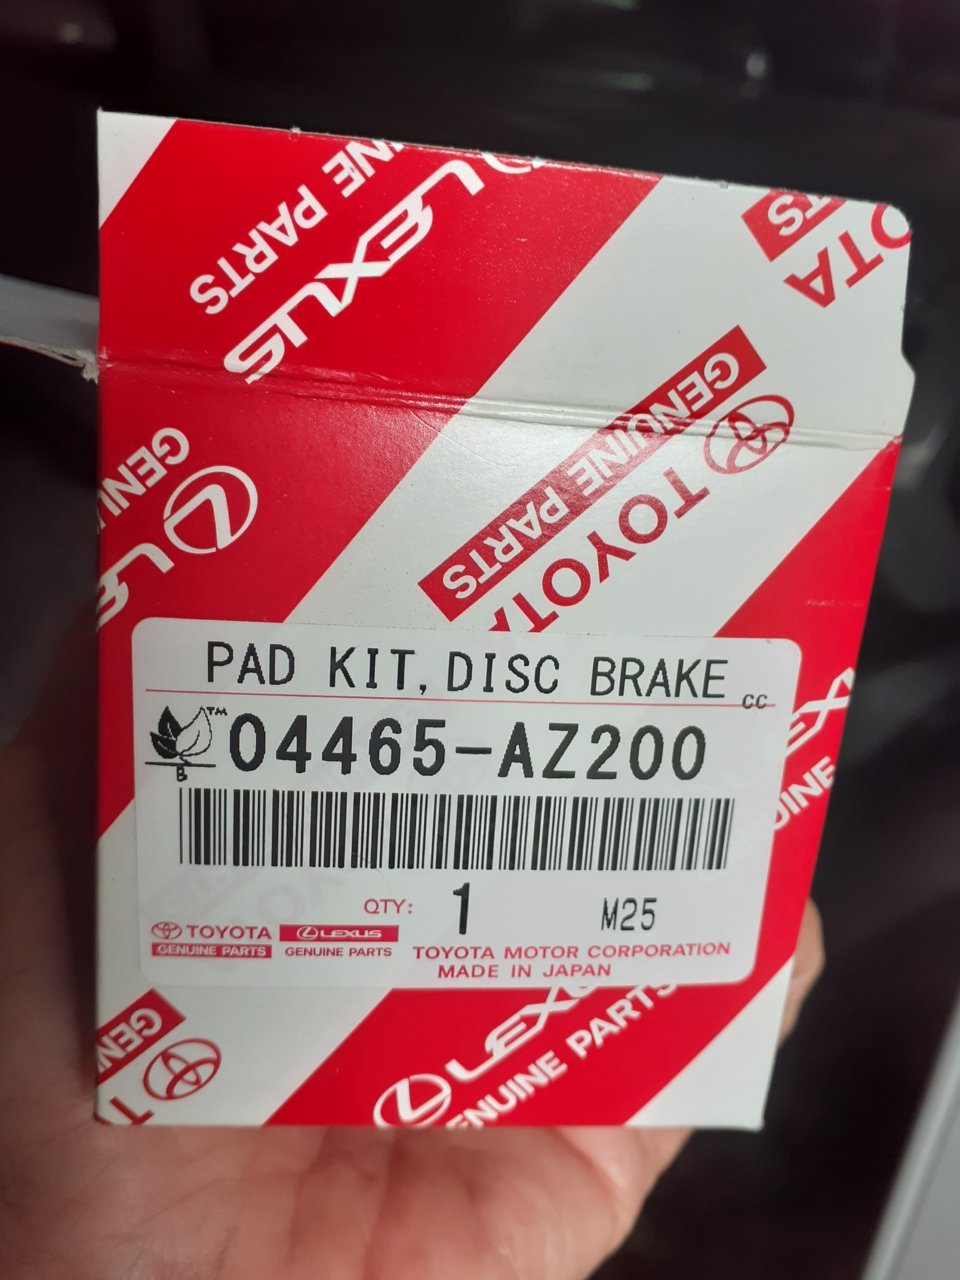 GENUINE PARTS
LEXUS
TOYOTA
GENUINE PARTS
PAD KIT, DISC BRAKE
CC
™
B
04465-AZ200
QTY: 1 M25
TOYOTA
GENUINE PARTS
LEXUS
GENUINE PARTS
TOYOTA MOTOR CORPORATION
MADE IN JAPAN
LEXUS
GENUINE PARTS